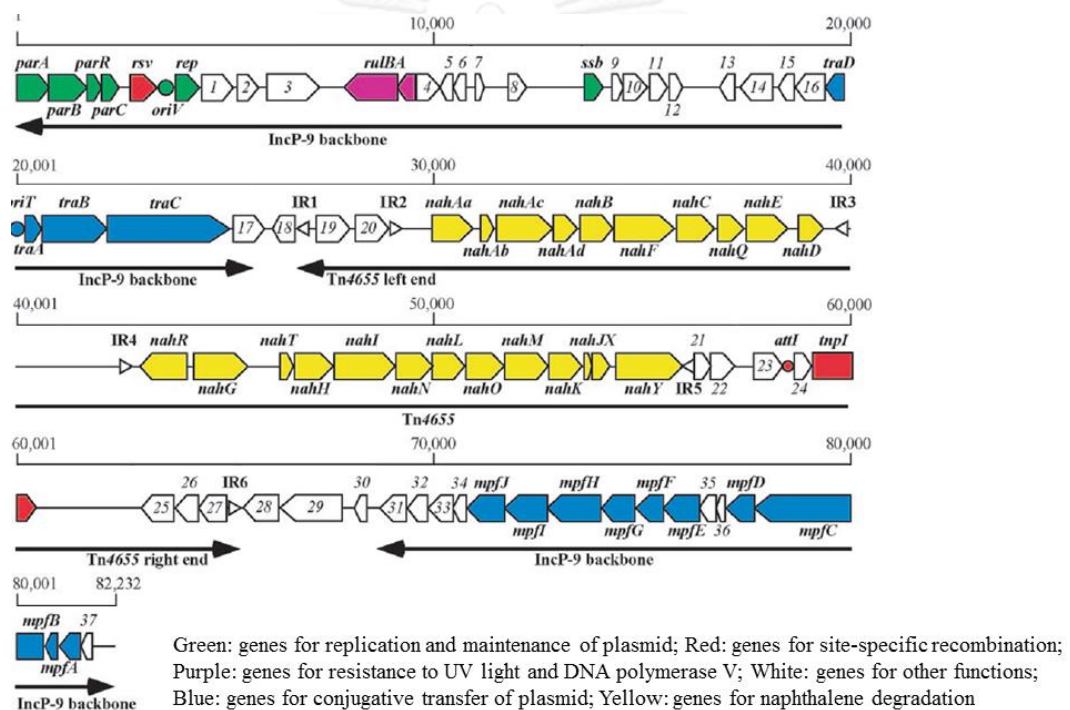 1 10,000 20,000
parA parR rsv rep rulBA 5 6 7 ssb 9 11 13 15 traD
1 2 3 4 8 10 14 16
parB parC oriV 12
IncP-9 backbone
20,001 30,000 40,000
oriT traB traC IR1 IR2 nahAa nahAc nahB nahC nahE IR3
17 18 19 20
traA nahAb nahAd nahF nahQ nahD
IncP-9 backbone Tn4655 left end
40,001 50,000 60,000
IR4 nahR nahT nahI nahL nahM nahJX 21 attI tnpI
23
nahG nahH nahN nahO nahK nahY IR5 22 24
Tn4655
60,001 70,000 80,000
26 IR6 30 32 34 mpfJ mpfH mpfF 35 mpfD
25 27 28 29 31 33
mpfI mpfG mpfE 36 mpfC
Tn4655 right end IncP-9 backbone
80,001 82,232
mpfB 37
mpfA
IncP-9 backbone
Green: genes for replication and maintenance of plasmid; Red: genes for site-specific recombination;
Purple: genes for resistance to UV light and DNA polymerase V; White: genes for other functions;
Blue: genes for conjugative transfer of plasmid; Yellow: genes for naphthalene degradation